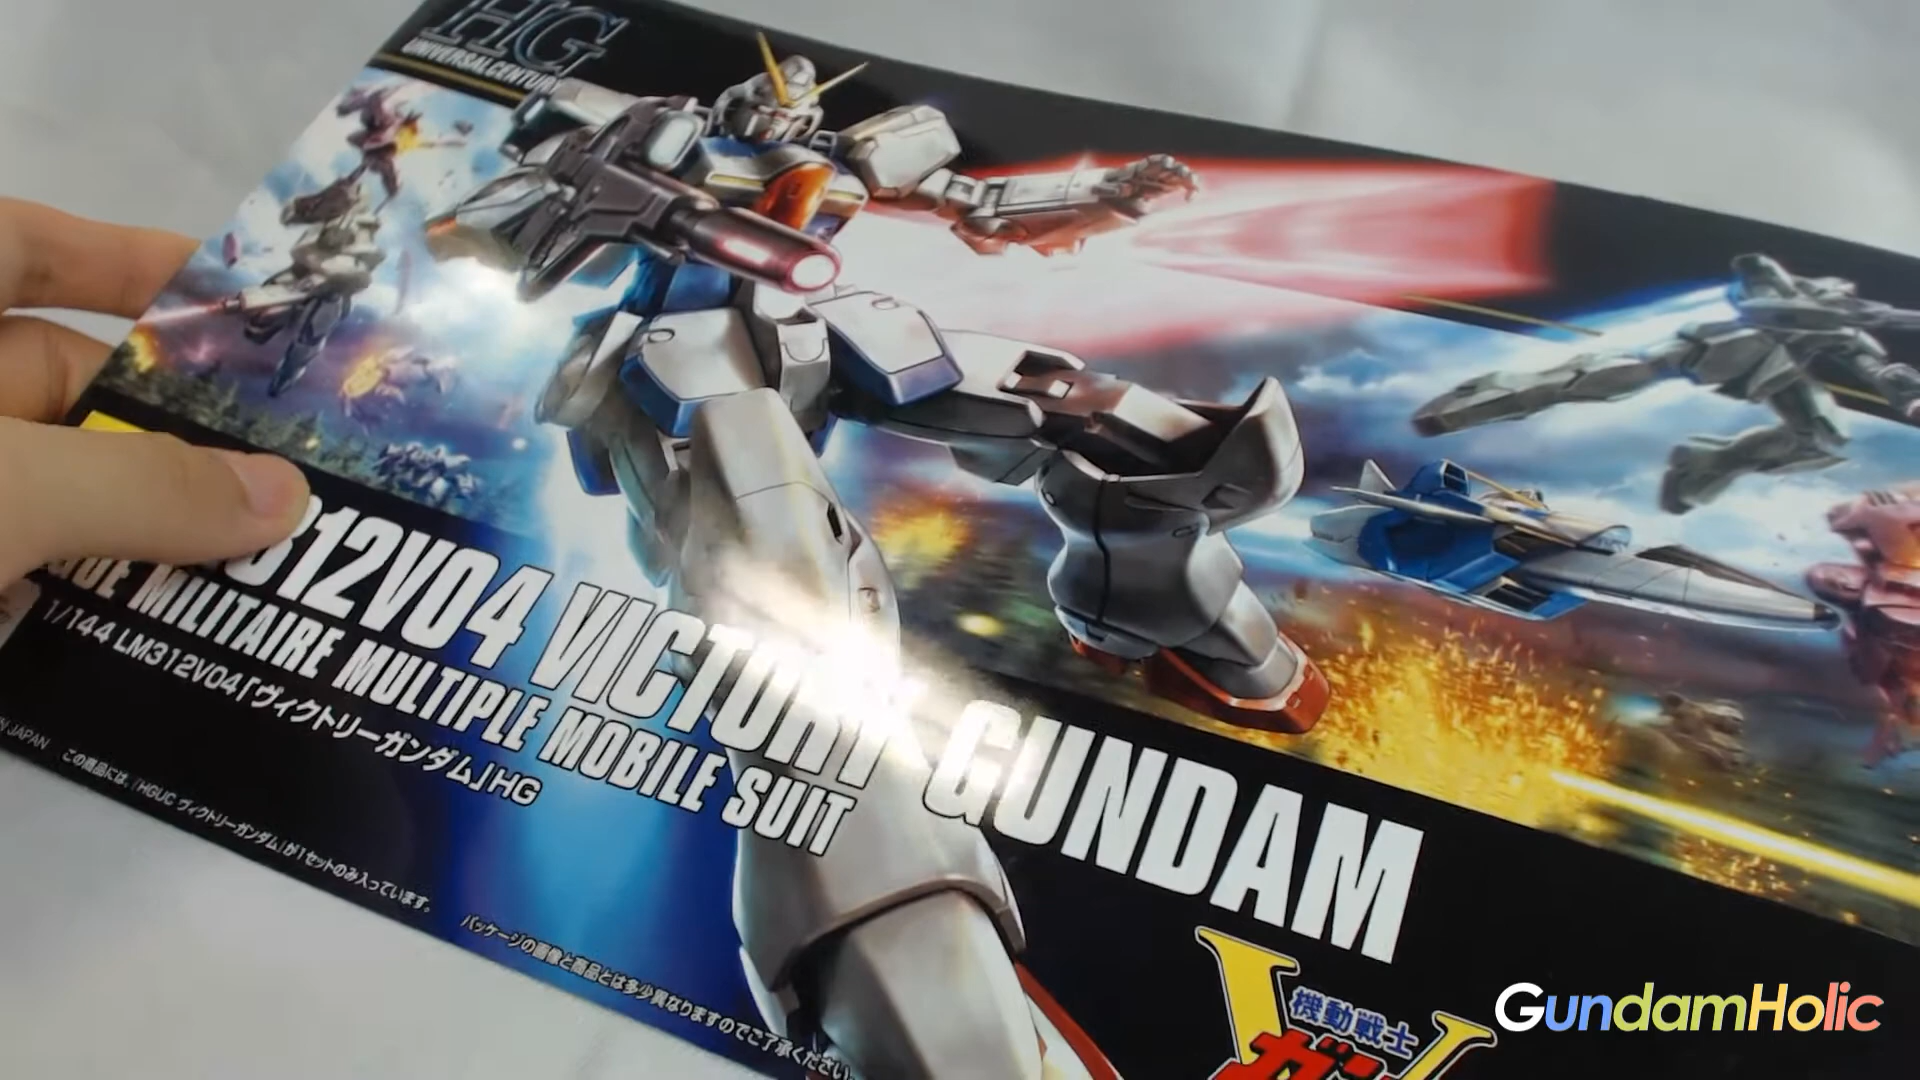 HG
UNIVERSAL CENTURY
312V04 VICTORY GUNDAM
MILITAIRE MULTIPLE MOBILE SUIT
1/144 LM312V04「ヴィクトリーガンダム」HG
JAPAN
この商品には、「HGUC ヴィクトリーガンダム」が1セットのみ入っています。
パッケージの画像と商品とは多少異なりますのでご了承ください。
機動戦士
V
GundamHolic